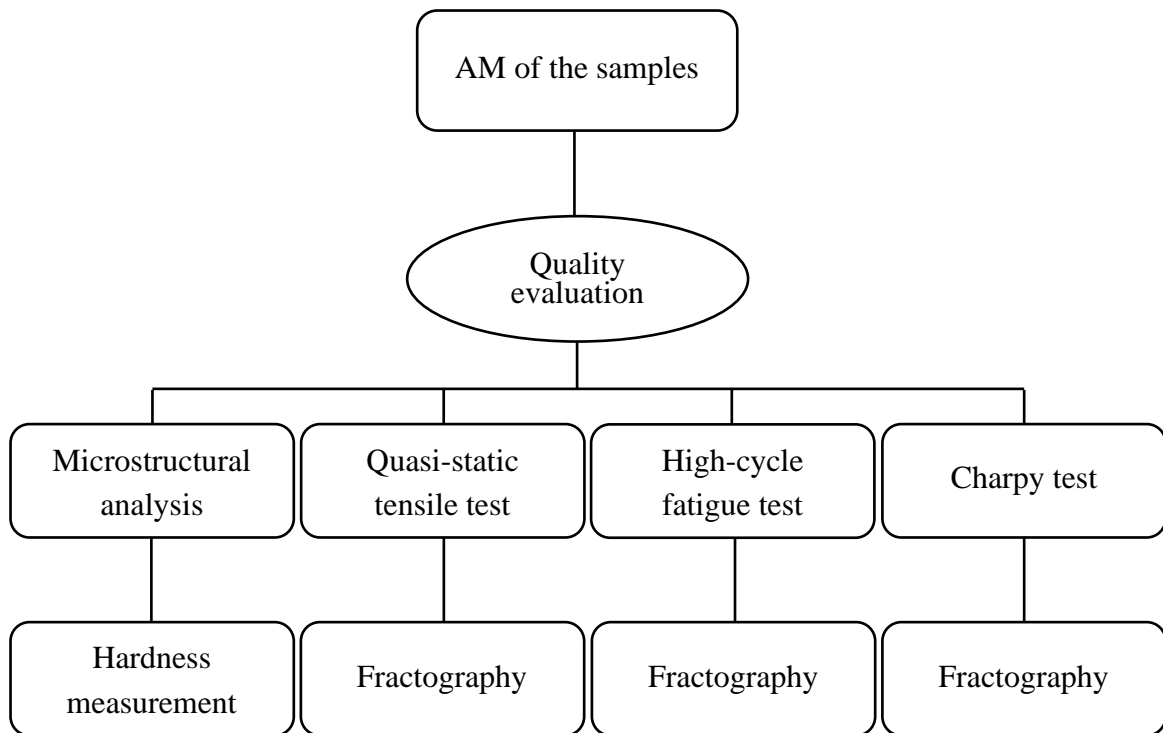 AM of the samples
Quality
evaluation
Microstructural
analysis
Quasi-static
tensile test
High-cycle
fatigue test
Charpy test
Hardness
measurement
Fractography
Fractography
Fractography